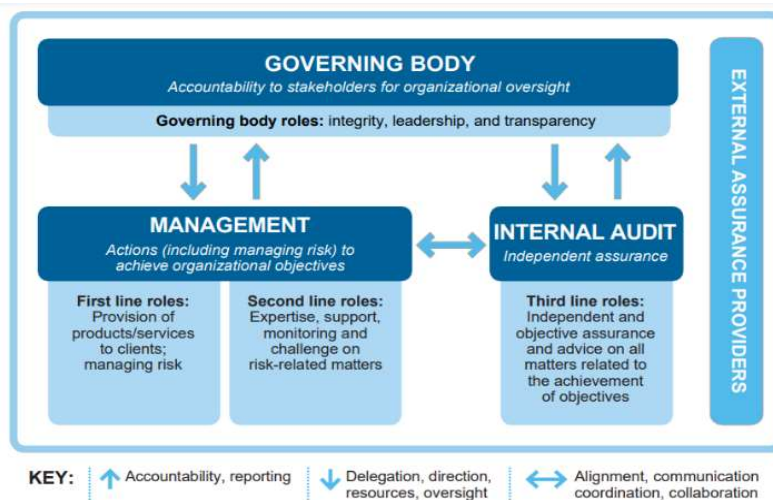 GOVERNING BODY
Accountability to stakeholders for organizational oversight
Governing body roles: integrity, leadership, and transparency
MANAGEMENT
Actions (including managing risk) to
achieve organizational objectives
First line roles:
Provision of
products/services
to clients;
managing risk
Second line roles:
Expertise, support,
monitoring and
challenge on
risk-related matters
INTERNAL AUDIT
Independent assurance
Third line roles:
Independent and
objective assurance
and advice on all
matters related to
the achievement
of objectives
EXTERNAL ASSURANCE PROVIDERS
KEY:
Accountability, reporting
Delegation, direction,
resources, oversight
Alignment, communication
coordination, collaboration